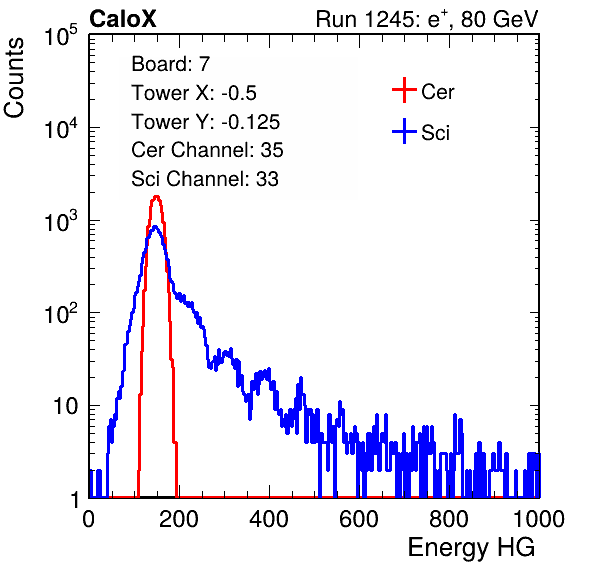 CaloX Run 1245: e⁺, 80 GeV
Counts
Board: 7
Tower X: -0.5
Tower Y: -0.125
Cer Channel: 35
Sci Channel: 33
Cer
Sci
10⁵
10⁴
10³
10²
10
1
0 200 400 600 800 1000
Energy HG